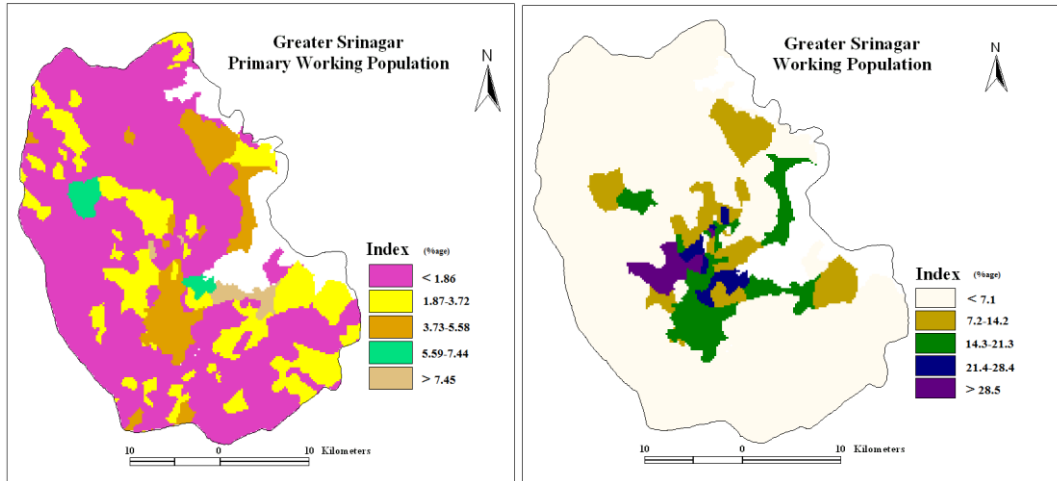 Greater Srinagar
Primary Working Population
N
Index (%age)
< 1.86
1.87-3.72
3.73-5.58
5.59-7.44
> 7.45
10 0 10 Kilometers
Greater Srinagar
Working Population
N
Index (%age)
< 7.1
7.2-14.2
14.3-21.3
21.4-28.4
> 28.5
10 0 10 Kilometers